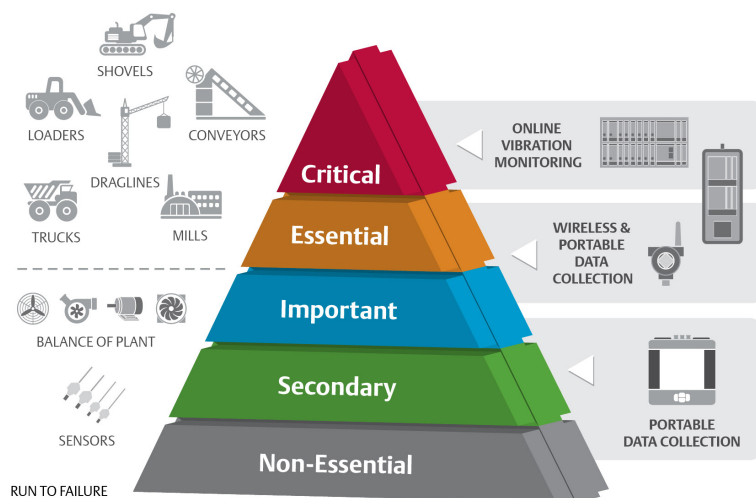 SHOVELS
LOADERS
CONVEYORS
DRAGLINES
TRUCKS
MILLS
BALANCE OF PLANT
SENSORS
RUN TO FAILURE
Critical
Essential
Important
Secondary
Non-Essential
ONLINE
VIBRATION
MONITORING
WIRELESS &
PORTABLE
DATA
COLLECTION
PORTABLE
DATA COLLECTION